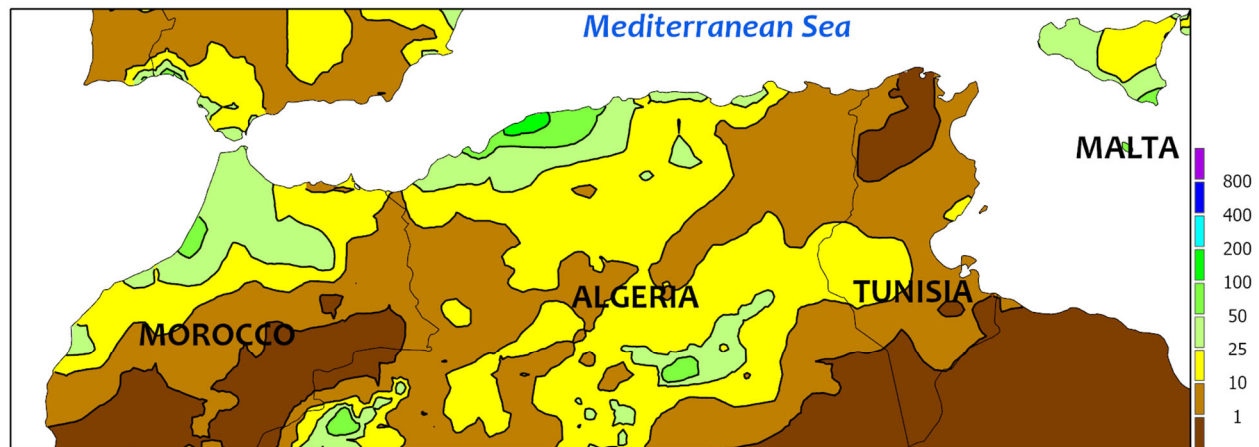 Mediterranean Sea
MALTA
800
400
200
ALGERIA
TUNISIA
100
MOROCCO
50
25
10
1